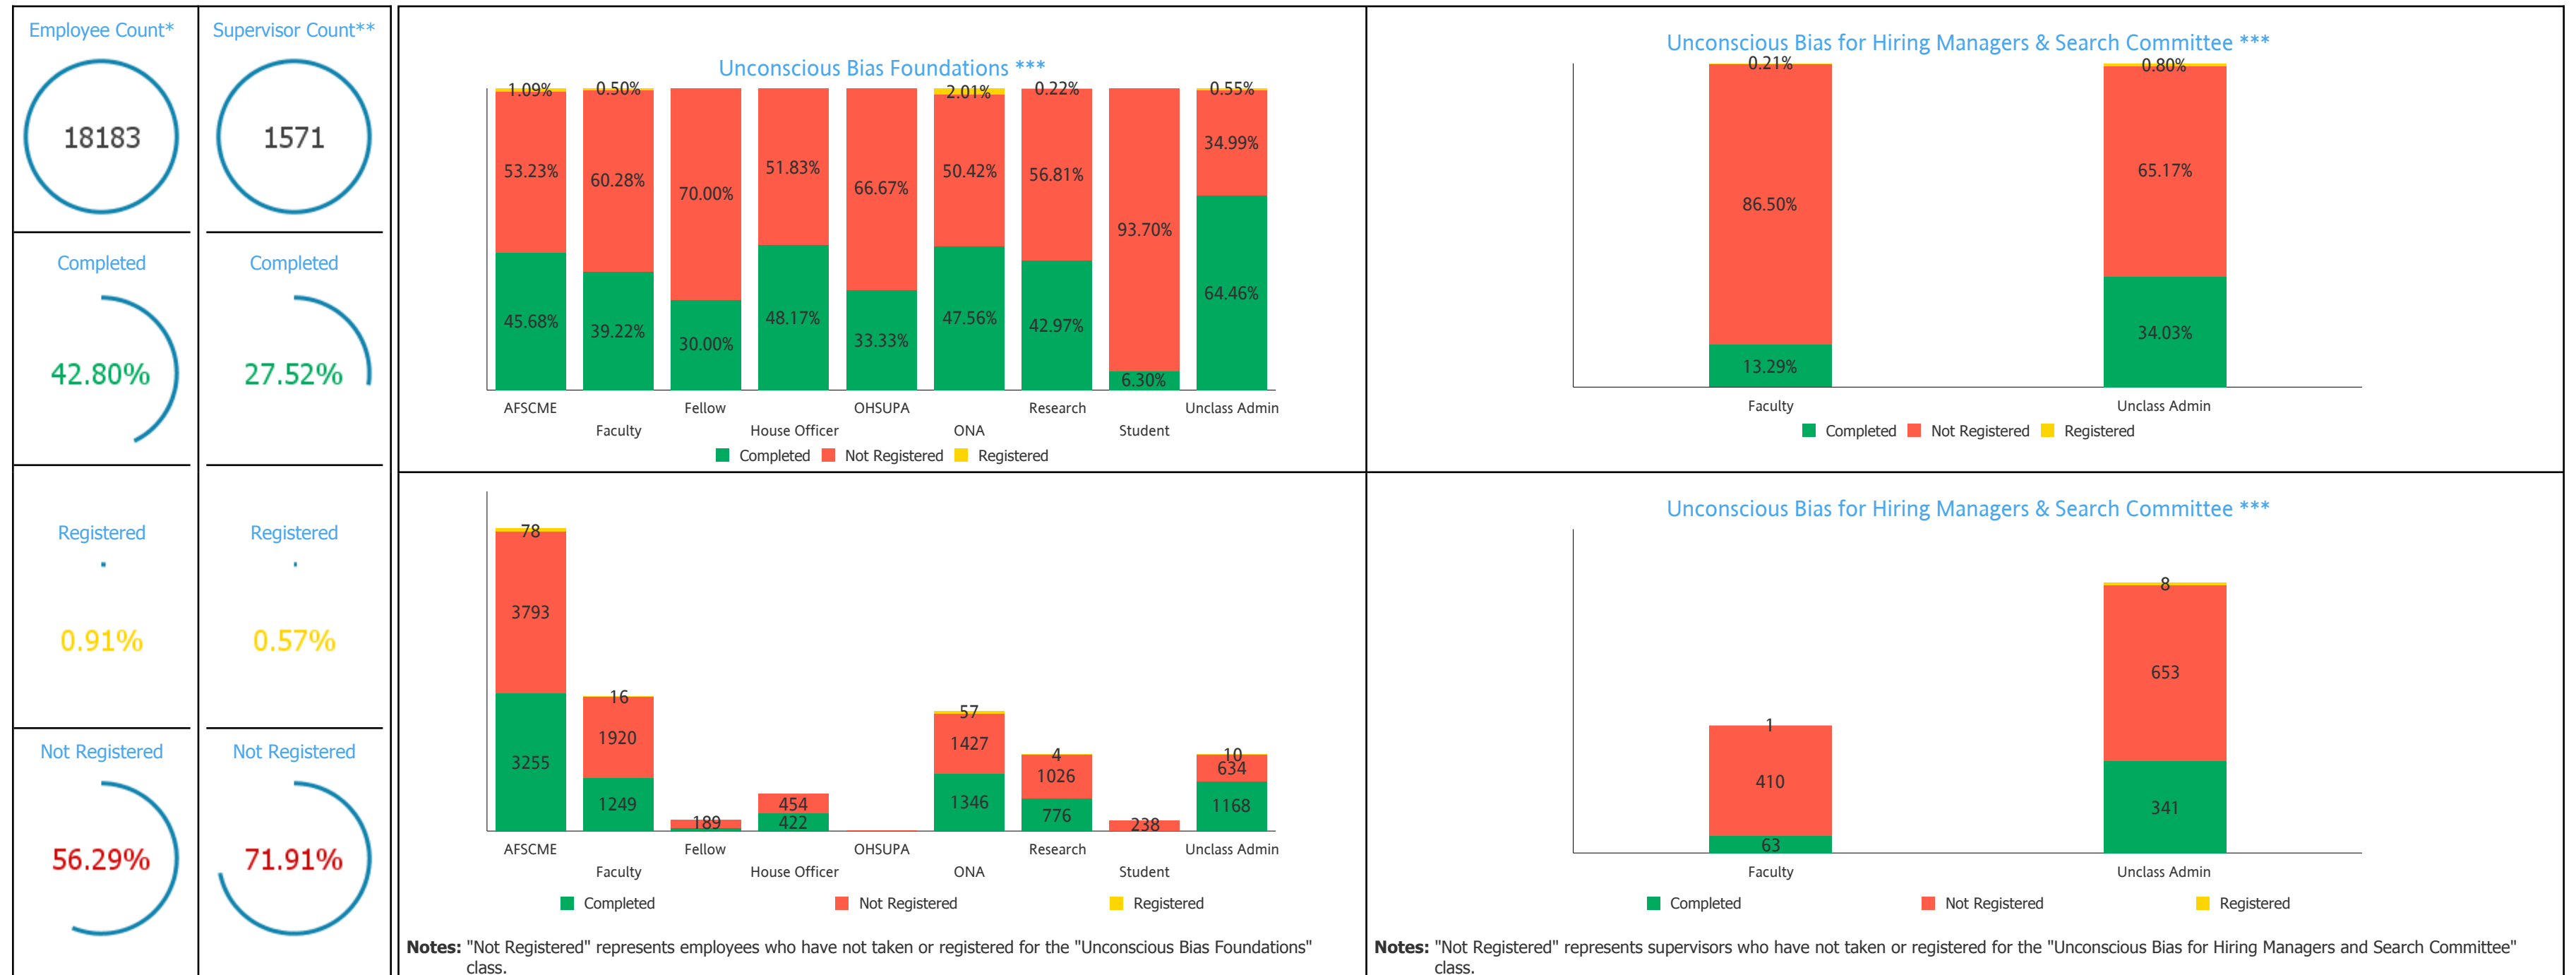 Employee Count*
18183
Completed
42.80%
Registered
0.91%
Not Registered
56.29%
Supervisor Count**
1571
Completed
27.52%
Registered
0.57%
Not Registered
71.91%
Unconscious Bias Foundations ***
1.09% 0.50% 2.01% 0.22% 0.55%
53.23% 60.28% 70.00% 51.83% 66.67% 50.42% 56.81% 93.70% 34.99%
45.68% 39.22% 30.00% 48.17% 33.33% 47.56% 42.97% 6.30% 64.46%
AFSCME Fellow OHSUPA Research Unclass Admin
Faculty House Officer ONA Student
Completed Not Registered Registered
Unconscious Bias for Hiring Managers & Search Committee ***
0.21% 0.80%
86.50% 65.17%
13.29% 34.03%
Faculty Unclass Admin
Completed Not Registered Registered
78 16 57 4 10
3793 1920 189 454 1427 1026 238 634
3255 1249 422 1346 776 1168
AFSCME Fellow OHSUPA Research Unclass Admin
Faculty House Officer ONA Student
Completed Not Registered Registered
Notes: "Not Registered" represents employees who have not taken or registered for the "Unconscious Bias Foundations"
class.
Unconscious Bias for Hiring Managers & Search Committee ***
1 8
410 653
63 341
Faculty Unclass Admin
Completed Not Registered Registered
Notes: "Not Registered" represents supervisors who have not taken or registered for the "Unconscious Bias for Hiring Managers and Search Committee"
class.